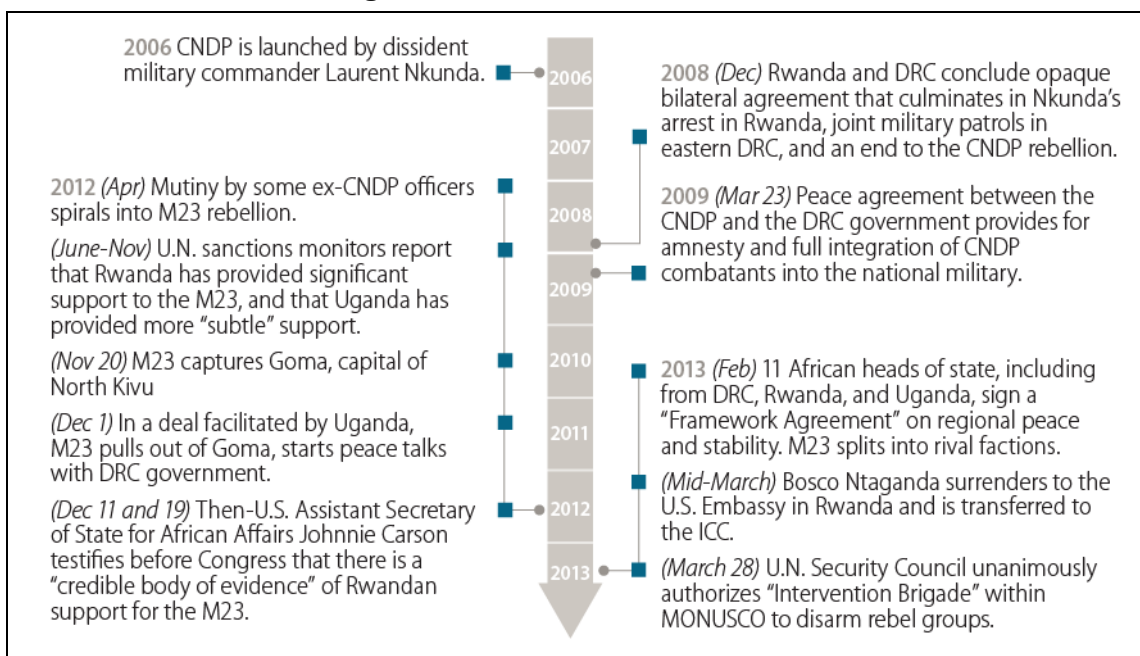 2006 CNDP is launched by dissident
military commander Laurent Nkunda.
2012 (Apr) Mutiny by some ex-CNDP officers
spirals into M23 rebellion.
(June-Nov) U.N. sanctions monitors report
that Rwanda has provided significant
support to the M23, and that Uganda has
provided more “subtle” support.
(Nov 20) M23 captures Goma, capital of
North Kivu
(Dec 1) In a deal facilitated by Uganda,
M23 pulls out of Goma, starts peace talks
with DRC government.
(Dec 11 and 19) Then-U.S. Assistant Secretary
of State for African Affairs Johnnie Carson
testifies before Congress that there is a
“credible body of evidence” of Rwandan
support for the M23.
2006
2007
2008
2009
2010
2011
2012
2013
2008 (Dec) Rwanda and DRC conclude opaque
bilateral agreement that culminates in Nkunda’s
arrest in Rwanda, joint military patrols in
eastern DRC, and an end to the CNDP rebellion.
2009 (Mar 23) Peace agreement between the
CNDP and the DRC government provides for
amnesty and full integration of CNDP
combatants into the national military.
2013 (Feb) 11 African heads of state, including
from DRC, Rwanda, and Uganda, sign a
“Framework Agreement” on regional peace
and stability. M23 splits into rival factions.
(Mid-March) Bosco Ntaganda surrenders to the
U.S. Embassy in Rwanda and is transferred to
the ICC.
(March 28) U.N. Security Council unanimously
authorizes “Intervention Brigade” within
MONUSCO to disarm rebel groups.